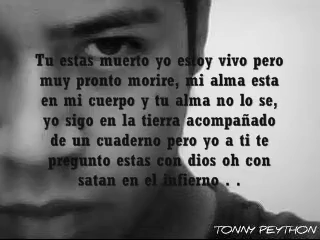 Tu estas muerto yo estoy vivo pero
muy pronto morire, mi alma esta
en mi cuerpo y tu alma no lo se,
yo sigo en la tierra acompañado
de un cuaderno pero yo a ti te
pregunto estas con dios oh con
satan en el infierno . .
TONNY PEYTHON